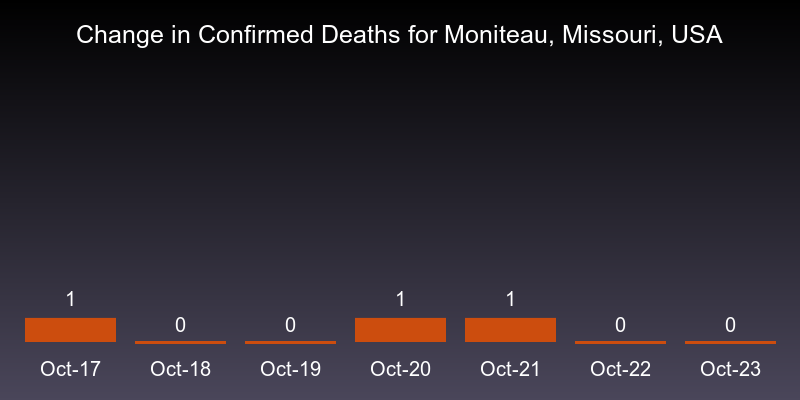 Change in Confirmed Deaths for Moniteau, Missouri, USA
1 0 0 1 1 0 0
Oct-17 Oct-18 Oct-19 Oct-20 Oct-21 Oct-22 Oct-23